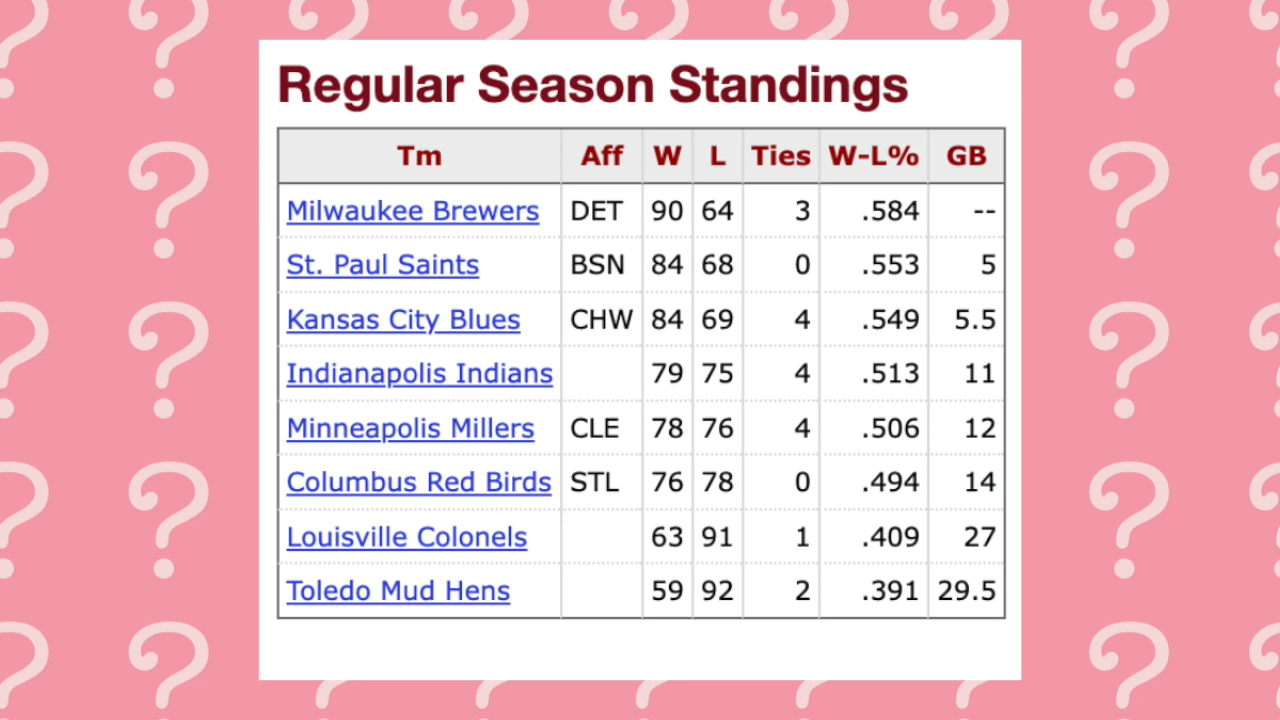 Regular Season Standings
Tm Aff W L Ties W-L% GB
Milwaukee Brewers DET 90 64 3 .584 --
St. Paul Saints BSN 84 68 0 .553 5
Kansas City Blues CHW 84 69 4 .549 5.5
Indianapolis Indians 79 75 4 .513 11
Minneapolis Millers CLE 78 76 4 .506 12
Columbus Red Birds STL 76 78 0 .494 14
Louisville Colonels 63 91 1 .409 27
Toledo Mud Hens 59 92 2 .391 29.5